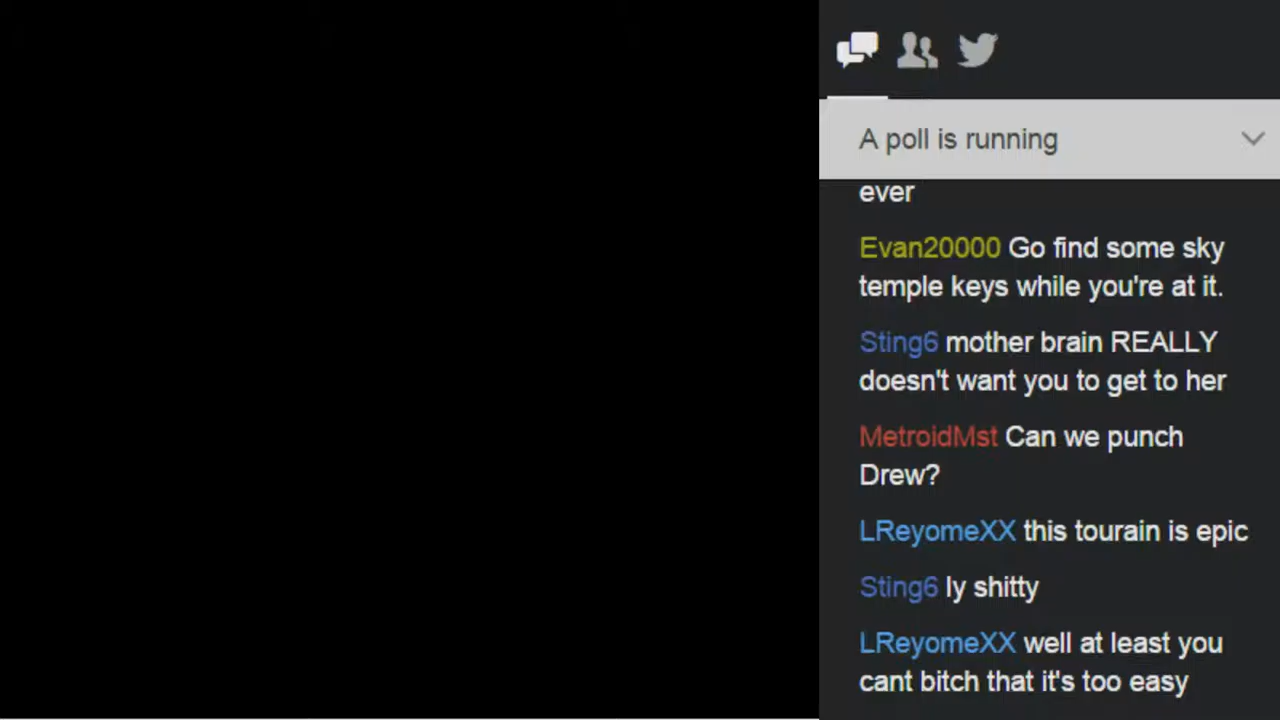 A poll is running
ever
Evan20000 Go find some sky
temple keys while you're at it.
Sting6 mother brain REALLY
doesn't want you to get to her
MetroidMst Can we punch
Drew?
LReyomeXX this tourain is epic
Sting6 ly shitty
LReyomeXX well at least you
cant bitch that it's too easy